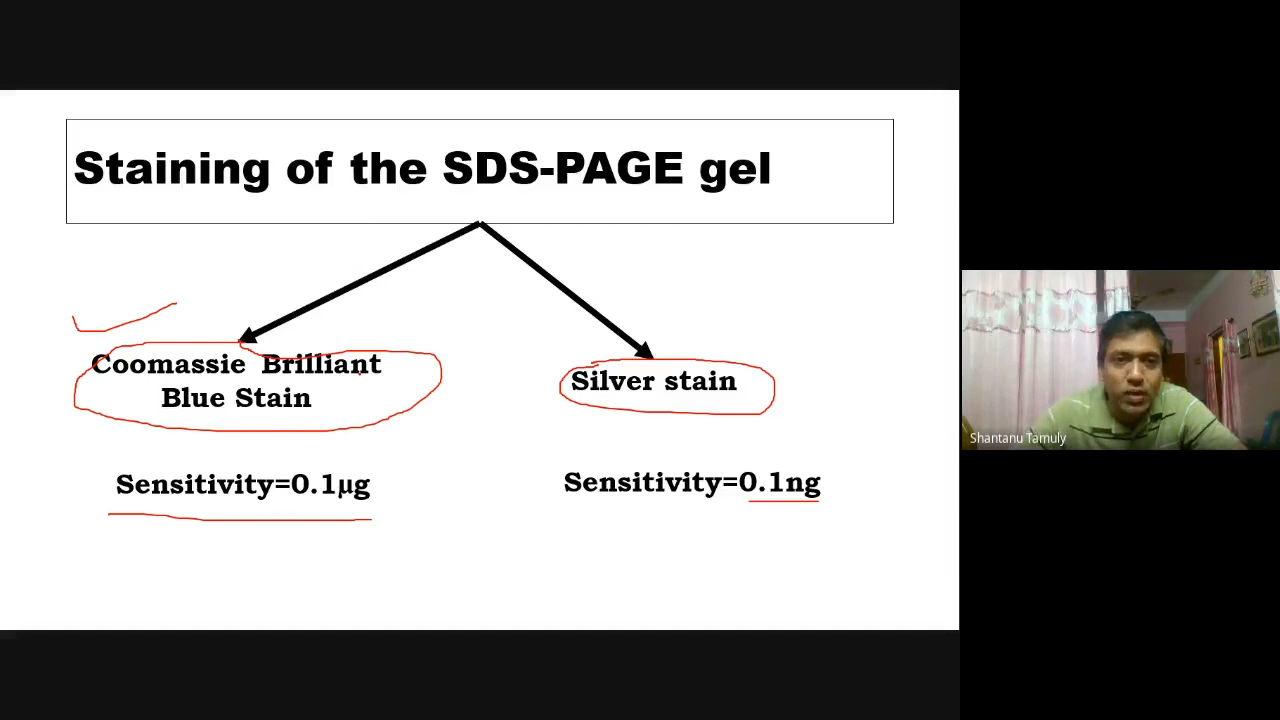 Staining of the SDS-PAGE gel
Coomassie Brilliant
Blue Stain
Silver stain
Sensitivity=0.1µg
Sensitivity=0.1ng
Shantanu Tamuly